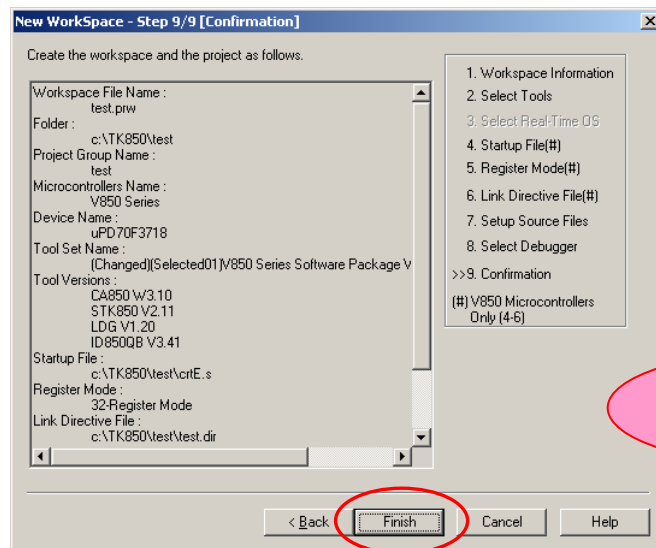 New WorkSpace - Step 9/9 [Confirmation]
Create the workspace and the project as follows.
Workspace File Name :
test.prw
Folder :
c:\TK850\test
Project Group Name :
test
Microcontrollers Name :
V850 Series
Device Name :
uPD70F3718
Tool Set Name :
(Changed)(Selected01)V850 Series Software Package V
Tool Versions :
CA850 W3.10
STK850 V2.11
LDG V1.20
ID850QB V3.41
Startup File :
c:\TK850\test\crtE.s
Register Mode :
32-Register Mode
Link Directive File :
c:\TK850\test\test.dir
1. Workspace Information
2. Select Tools
3. Select Real-Time OS
4. Startup File(#)
5. Register Mode(#)
6. Link Directive File(#)
7. Setup Source Files
8. Select Debugger
>>9. Confirmation
(#) V850 Microcontrollers
Only (4-6)
< Back
Finish
Cancel
Help